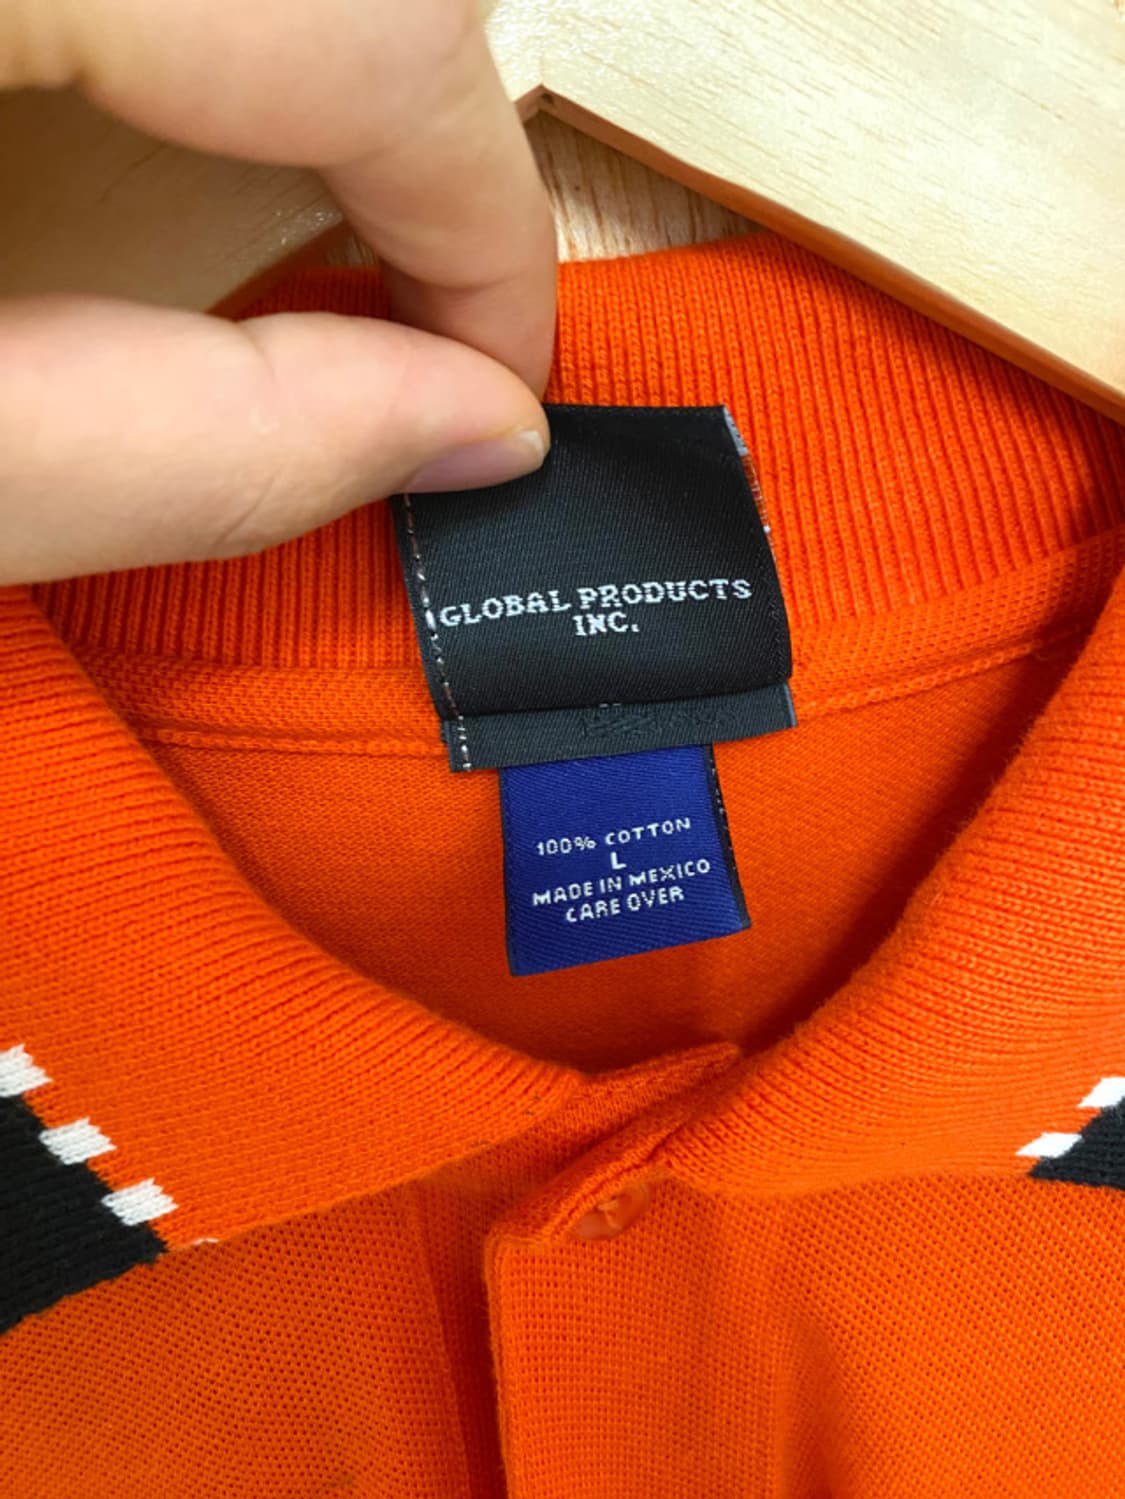 GLOBAL PRODUCTS
INC.
100% COTTON
L
MADE IN MEXICO
CARE OVER